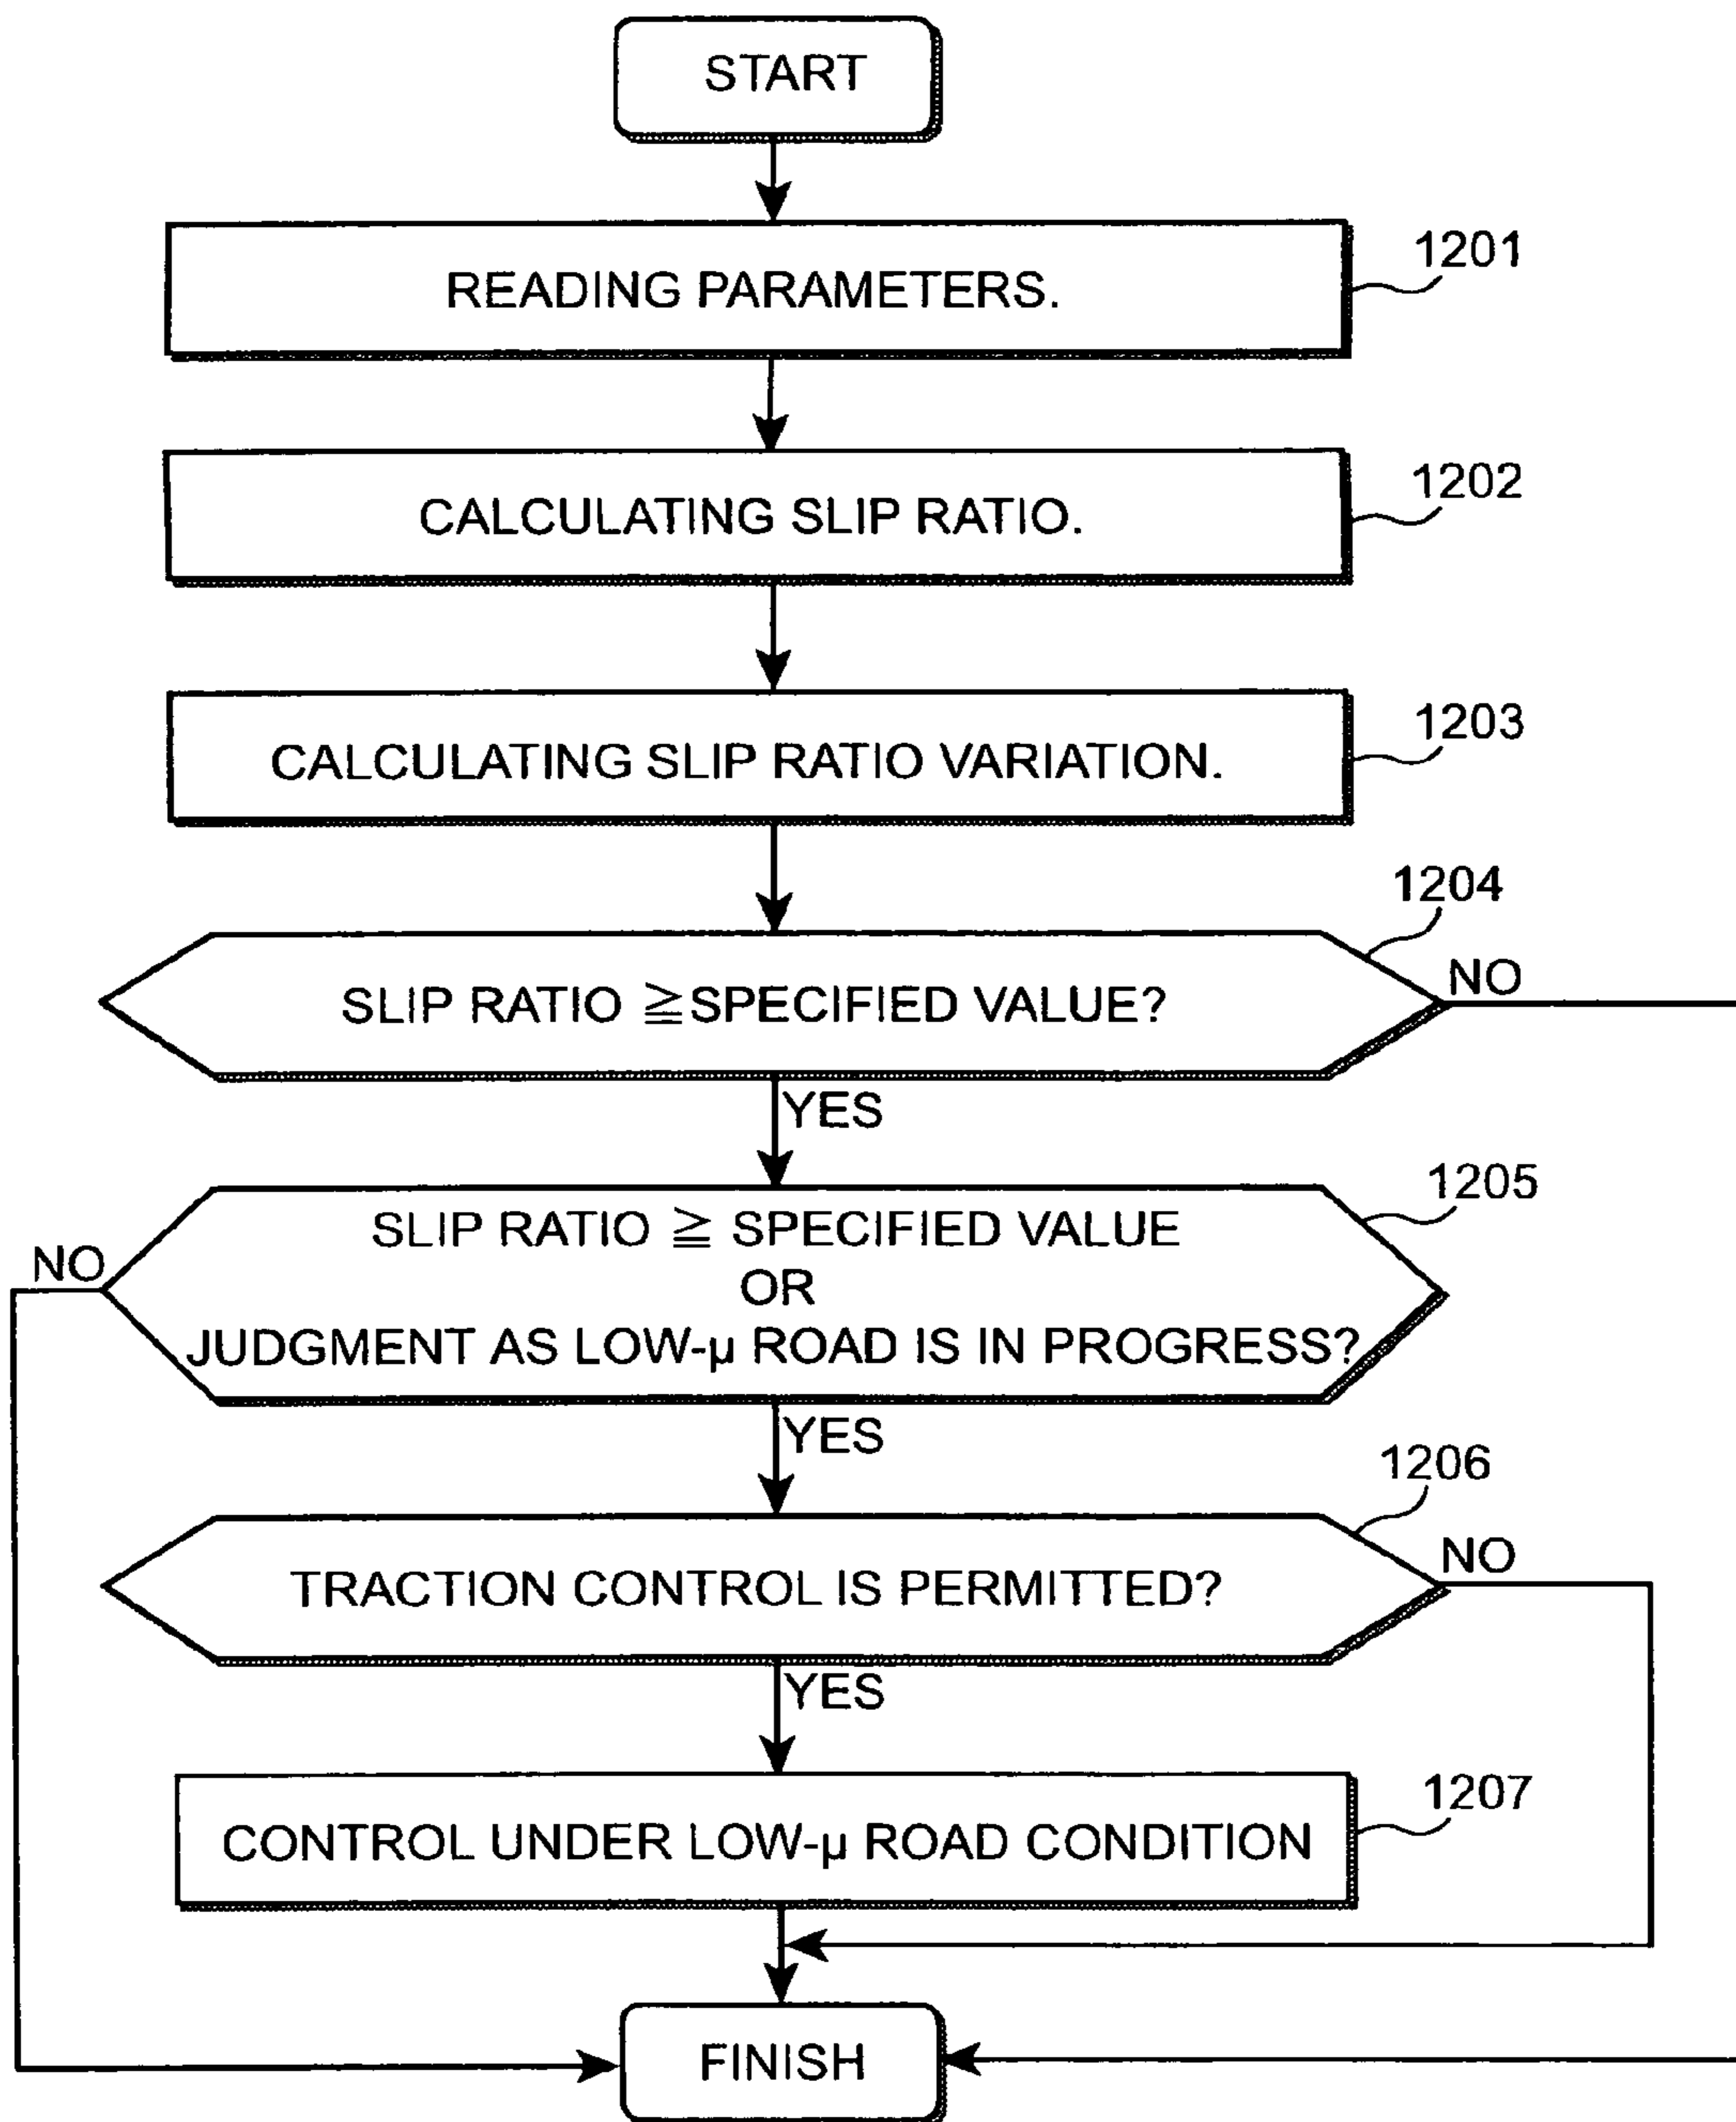 START
READING PARAMETERS.
1201
CALCULATING SLIP RATIO.
1202
CALCULATING SLIP RATIO VARIATION.
1203
1204
SLIP RATIO ≧SPECIFIED VALUE?
NO
YES
1205
SLIP RATIO ≧ SPECIFIED VALUE
OR
JUDGMENT AS LOW-μ ROAD IS IN PROGRESS?
NO
YES
1206
TRACTION CONTROL IS PERMITTED?
NO
YES
1207
CONTROL UNDER LOW-μ ROAD CONDITION
FINISH